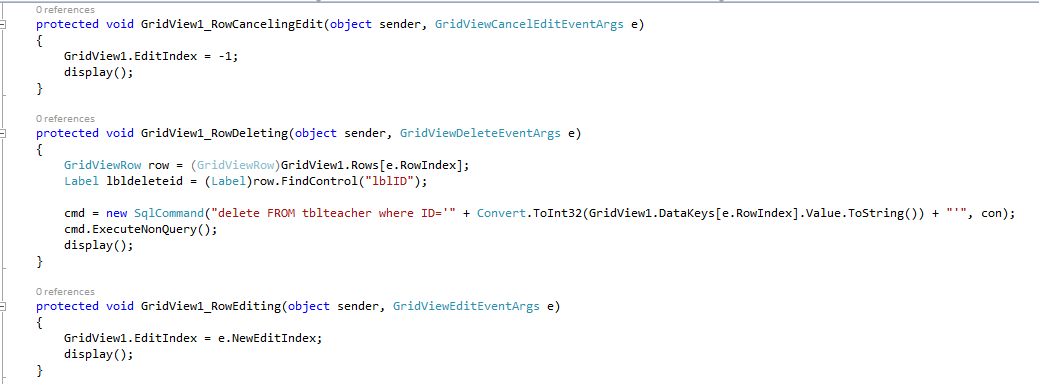 0 references
protected void GridView1_RowCancelingEdit(object sender, GridViewCancelEditEventArgs e)
{
GridView1.EditIndex = -1;
display();
}
0 references
protected void GridView1_RowDeleting(object sender, GridViewDeleteEventArgs e)
{
GridViewRow row = (GridViewRow)GridView1.Rows[e.RowIndex];
Label lbldeleteid = (Label)row.FindControl("lblID");
cmd = new SqlCommand("delete FROM tblteacher where ID='" + Convert.ToInt32(GridView1.DataKeys[e.RowIndex].Value.ToString()) + "'", con);
cmd.ExecuteNonQuery();
display();
}
0 references
protected void GridView1_RowEditing(object sender, GridViewEditEventArgs e)
{
GridView1.EditIndex = e.NewEditIndex;
display();
}